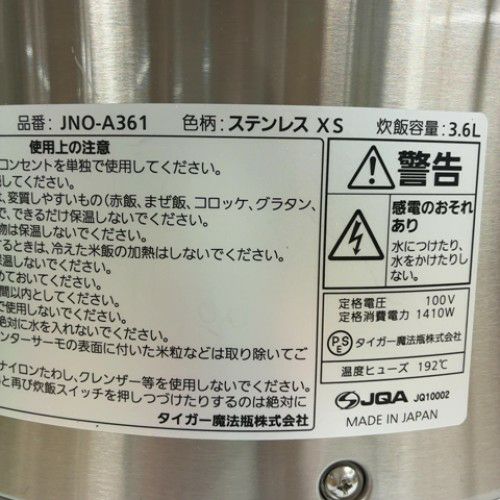 品番: JNO-A361 色柄: ステンレス XS 炊飯容量: 3.6L
使用上の注意
コンセントを単独で使用してください。
してください。
、変質しやすいもの(赤飯、まぜ飯、コロッケ、グラタン、
で、できるだけ保温しないでください。
物は保温しないでください。
するときは、冷えた米飯の加熱はしないでください。
保温しないでください。
めておいてください。
間以内としてください。
で使用しないでください。
絶対に水を入れないでください。
ンターサーモの表面に付いた米粒などは取り除いてご
ナイロンたわし、クレンザー等を使用しないでください。
と再び炊飯スイッチを押しつづけたりするのは絶対に
タイガー魔法瓶株式会社
警告
感電のおそれ
あり
水につけたり、
水をかけたりし
ない。
定格電圧 100V
定格消費電力 1410W
PSE タイガー魔法瓶株式会社
温度ヒューズ 192℃
JQA JQ10002
MADE IN JAPAN